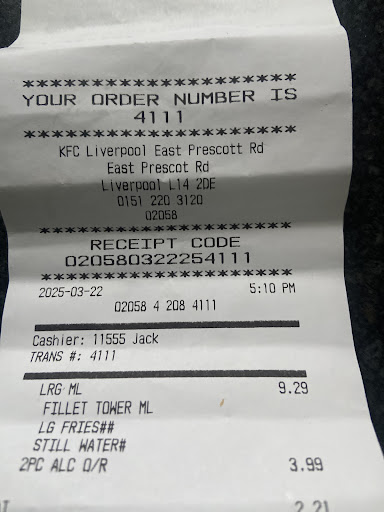 ********************
YOUR ORDER NUMBER IS
4111
********************
KFC Liverpool East Prescott Rd
East Prescot Rd
Liverpool L14 2DE
0151 220 3120
02058
********************
RECEIPT CODE
020580322254111
********************
2025-03-22 5:10 PM
02058 4 208 4111
Cashier: 11555 Jack
TRANS #: 4111
LRG ML 9.29
FILLET TOWER ML
LG FRIES##
STILL WATER#
2PC ALC O/R 3.99
2.21